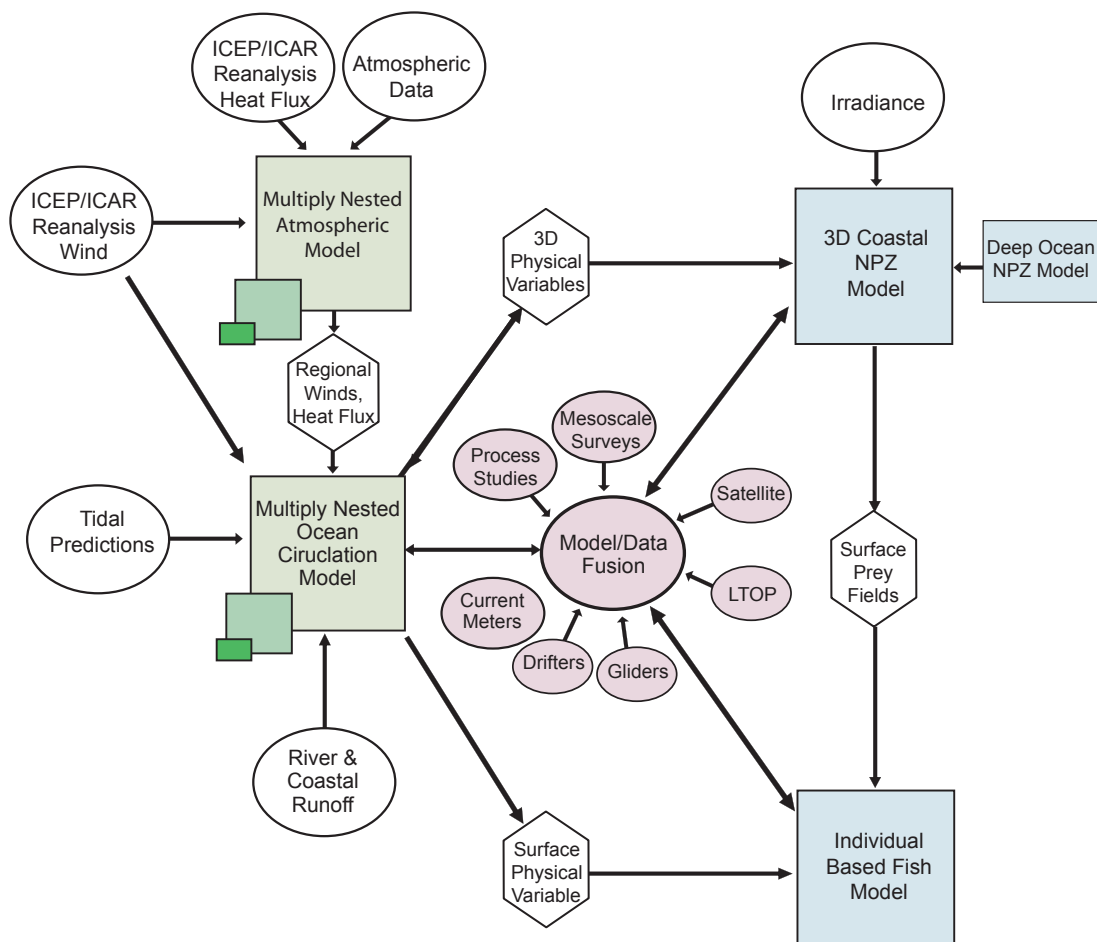 ICEP/ICAR
Reanalysis
Heat Flux
Atmospheric
Data
Irradiance
ICEP/ICAR
Reanalysis
Wind
Multiply Nested
Atmospheric
Model
3D
Physical
Variables
3D Coastal
NPZ
Model
Deep Ocean
NPZ Model
Regional
Winds,
Heat Flux
Mesoscale
Surveys
Process
Studies
Satellite
Tidal
Predictions
Multiply Nested
Ocean
Ciruclation
Model
Model/Data
Fusion
LTOP
Surface
Prey
Fields
Current
Meters
Drifters
Gliders
River &
Coastal
Runoff
Surface
Physical
Variable
Individual
Based Fish
Model